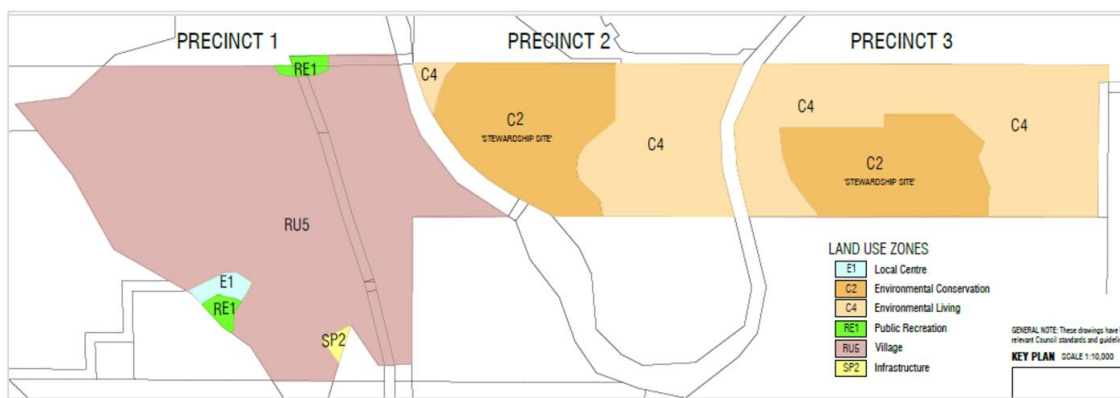 PRECINCT 1
PRECINCT 2
PRECINCT 3
RE1
C4
C4
C2
'STEWARDSHIP SITE'
C4
C4
C2
'STEWARDSHIP SITE'
RU5
E1
RE1
SP2
LAND USE ZONES
E1 Local Centre
C2 Environmental Conservation
C4 Environmental Living
RE1 Public Recreation
RU5 Village
SP2 Infrastructure
GENERAL NOTE: These drawings have
relevant Council standards and guidelin
KEY PLAN SCALE 1:10,000